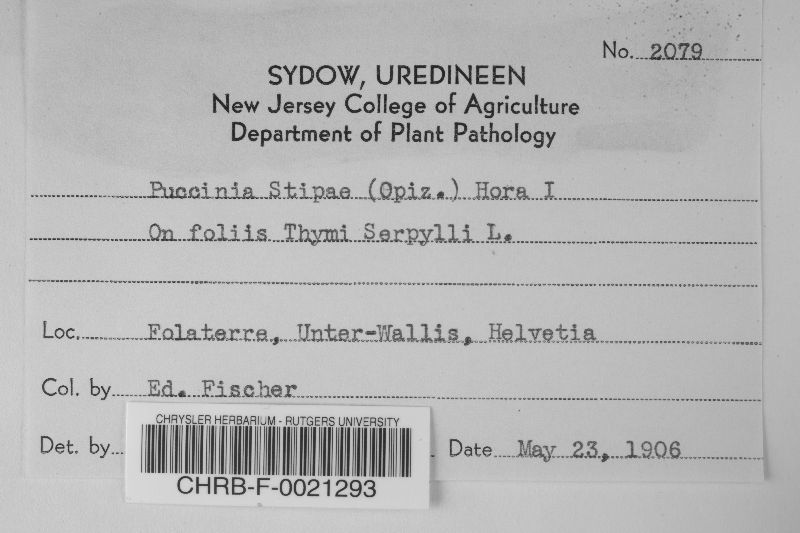 No. 2079
SYDOW, UREDINEEN
New Jersey College of Agriculture
Department of Plant Pathology
Puccinia Stipae (Opiz.) Hora I
On foliis Thymi Serpylli L.
Loc. Folaterre, Unter-Wallis, Helvetia
Col. by Ed. Fischer
Det. by
Date May 23, 1906
CHRYSLER HERBARIUM - RUTGERS UNIVERSITY
CHRB-F-0021293